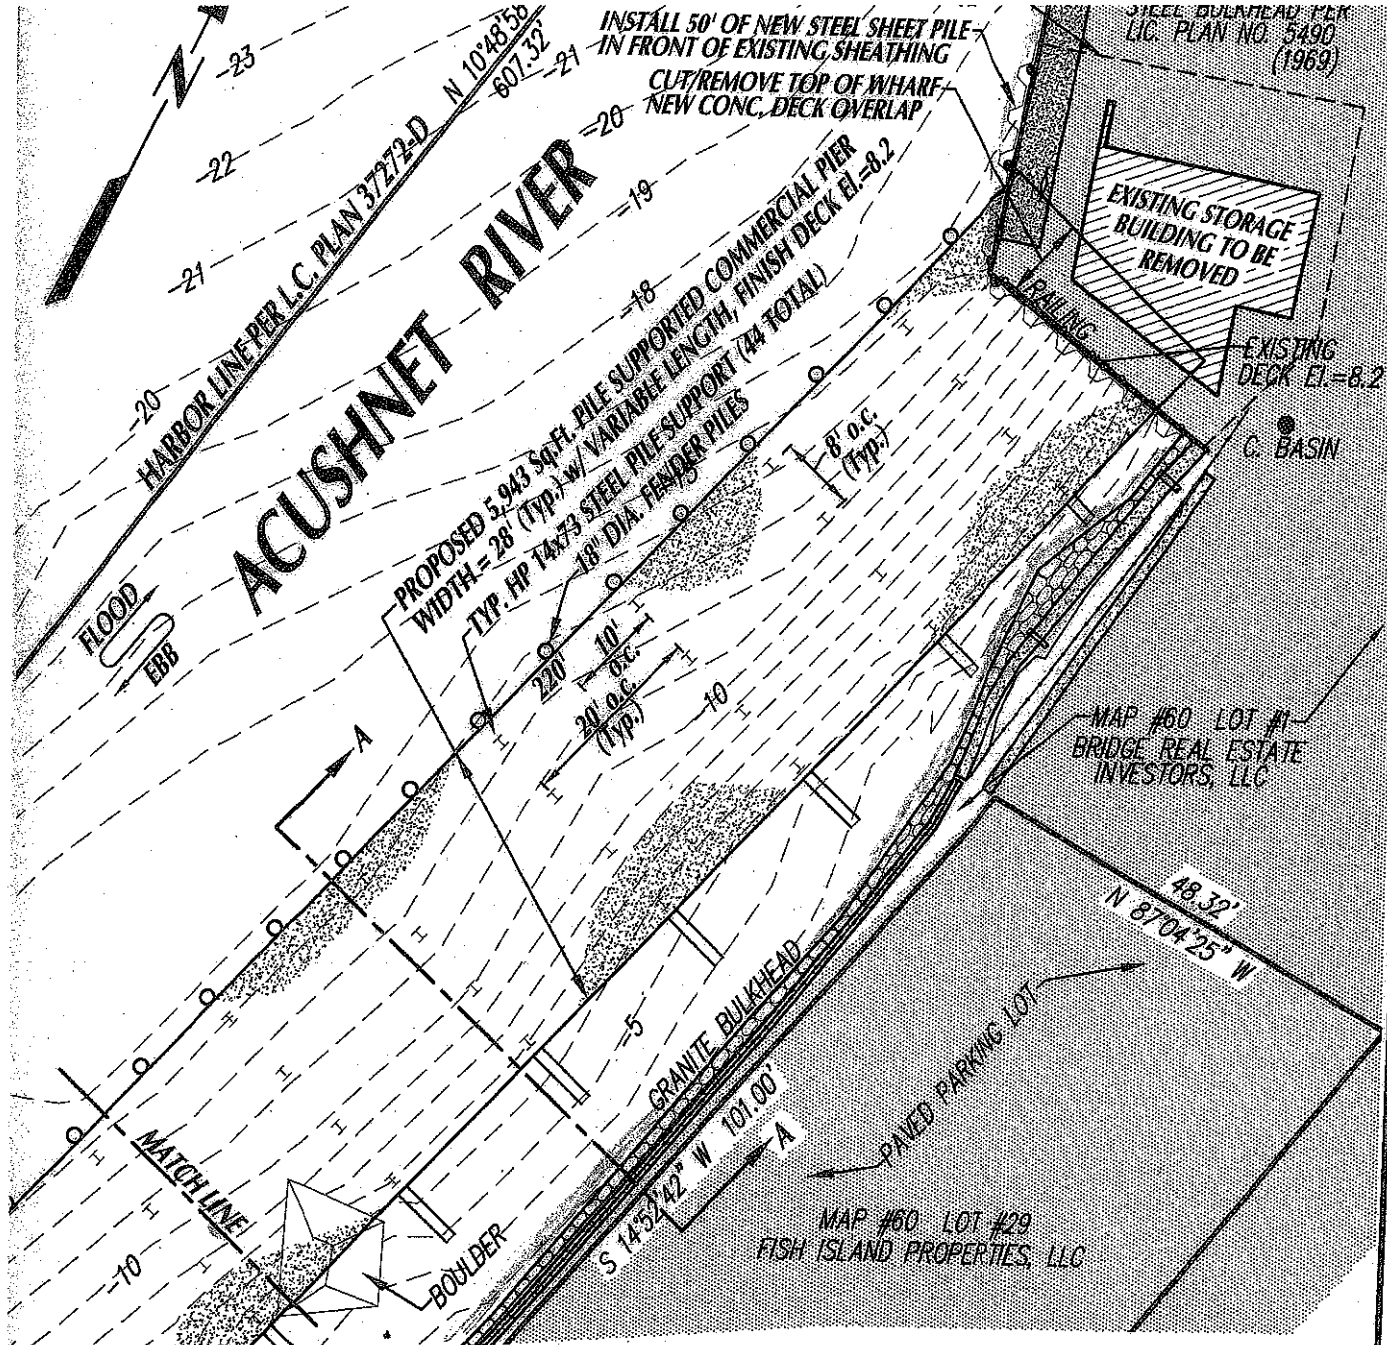 INSTALL 50' OF NEW STEEL SHEET PILE
IN FRONT OF EXISTING SHEATHING
CUT/REMOVE TOP OF WHARF
NEW CONC. DECK OVERLAP
STEEL BULKHEAD PER
LIC. PLAN NO. 5490
(1969)
N
-23
-22
-21
-20
N 10°48'58"
607.32'
HARBOR LINE PER L.C. PLAN 37272-D
-21
-20
-19
-18
ACUSHNET RIVER
PROPOSED 5,943 Sq.Ft. PILE SUPPORTED COMMERCIAL PIER
WIDTH = 28' (Typ.) w/ VARIABLE LENGTH, FINISH DECK El.=8.2
TYP. HP 14x73 STEEL PILE SUPPORT (44 TOTAL)
18" DIA. FENDER PILES
-15
EXISTING STORAGE
BUILDING TO BE
REMOVED
RAILING
EXISTING
DECK El.=8.2
C. BASIN
8' o.c.
(Typ.)
FLOOD
EBB
220'
10'
o.c.
20' o.c.
(Typ.)
-10
A
MAP #60 LOT #1
BRIDGE REAL ESTATE
INVESTORS, LLC
48.32'
N 87°04'25" W
-5
GRANITE BULKHEAD
S 14°52'42" W 101.00'
A
PAVED PARKING LOT
MATCH LINE
-10
BOULDER
MAP #60 LOT #29
FISH ISLAND PROPERTIES, LLC